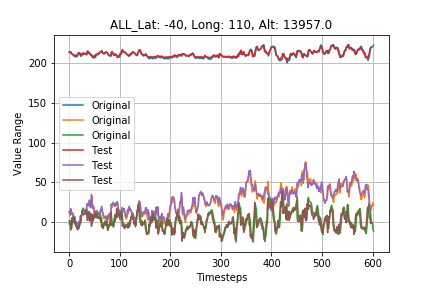 ALL_Lat: -40, Long: 110, Alt: 13957.0
200
150
100
50
0
Value Range
Original
Original
Original
Test
Test
Test
0 100 200 300 400 500 600
Timesteps